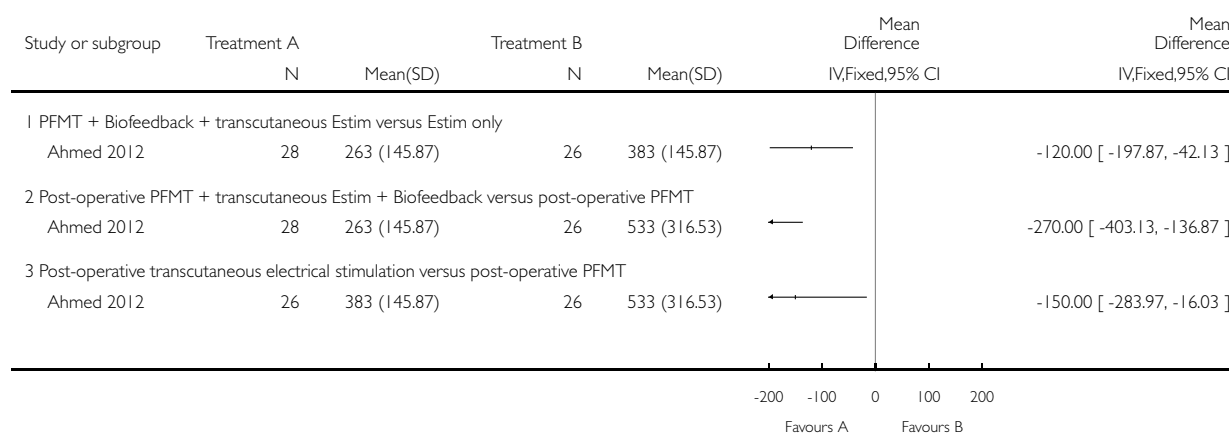 Study or subgroup Treatment A Treatment B Mean Difference Mean Difference
N Mean(SD) N Mean(SD) IV,Fixed,95% CI IV,Fixed,95% CI
1 PFMT + Biofeedback + transcutaneous Estim versus Estim only
Ahmed 2012 28 263 (145.87) 26 383 (145.87) -120.00 [ -197.87, -42.13 ]
2 Post-operative PFMT + transcutaneous Estim + Biofeedback versus post-operative PFMT
Ahmed 2012 28 263 (145.87) 26 533 (316.53) -270.00 [ -403.13, -136.87 ]
3 Post-operative transcutaneous electrical stimulation versus post-operative PFMT
Ahmed 2012 26 383 (145.87) 26 533 (316.53) -150.00 [ -283.97, -16.03 ]
-200 -100 0 100 200
Favours A Favours B